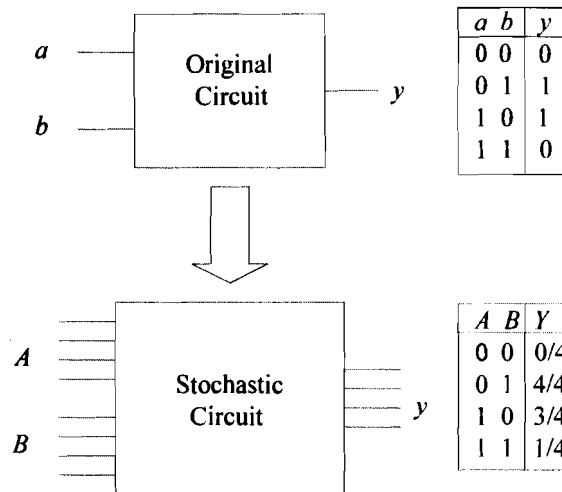 a b y
a
Original
Circuit
0 0 0
0 1 1
y
1 0 1
b
1 1 0
A B Y
A
0 0 0/4
Stochastic
Circuit
0 1 4/4
y
1 0 3/4
B
1 1 1/4